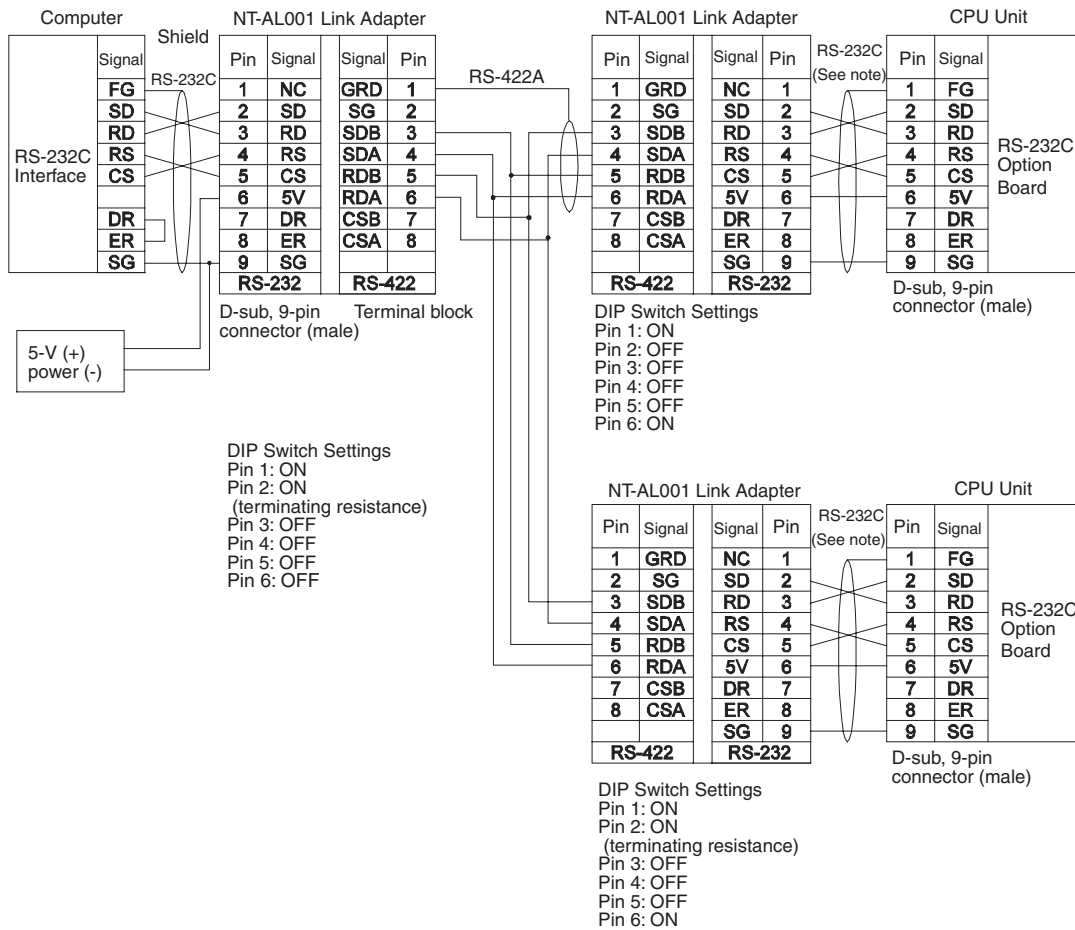 Computer
NT-AL001 Link Adapter
NT-AL001 Link Adapter
CPU Unit
Shield
RS-232C
RS-422A
RS-232C
(See note)
Signal
FG
SD
RD
RS
CS
DR
ER
SG
RS-232C
Interface
Pin Signal
1 NC
2 SD
3 RD
4 RS
5 CS
6 5V
7 DR
8 ER
9 SG
RS-232
Signal Pin
GRD 1
SG 2
SDB 3
SDA 4
RDB 5
RDA 6
CSB 7
CSA 8
RS-422
D-sub, 9-pin
connector (male)
Terminal block
5-V (+)
power (-)
DIP Switch Settings
Pin 1: ON
Pin 2: ON
(terminating resistance)
Pin 3: OFF
Pin 4: OFF
Pin 5: OFF
Pin 6: OFF
Pin Signal
1 GRD
2 SG
3 SDB
4 SDA
5 RDB
6 RDA
7 CSB
8 CSA
RS-422
Signal Pin
NC 1
SD 2
RD 3
RS 4
CS 5
5V 6
DR 7
ER 8
SG 9
RS-232
Pin Signal
1 FG
2 SD
3 RD
4 RS
5 CS
6 5V
7 DR
8 ER
9 SG
RS-232C
Option
Board
D-sub, 9-pin
connector (male)
DIP Switch Settings
Pin 1: ON
Pin 2: OFF
Pin 3: OFF
Pin 4: OFF
Pin 5: OFF
Pin 6: ON
NT-AL001 Link Adapter
CPU Unit
RS-232C
(See note)
Pin Signal
1 GRD
2 SG
3 SDB
4 SDA
5 RDB
6 RDA
7 CSB
8 CSA
RS-422
Signal Pin
NC 1
SD 2
RD 3
RS 4
CS 5
5V 6
DR 7
ER 8
SG 9
RS-232
Pin Signal
1 FG
2 SD
3 RD
4 RS
5 CS
6 5V
7 DR
8 ER
9 SG
RS-232C
Option
Board
D-sub, 9-pin
connector (male)
DIP Switch Settings
Pin 1: ON
Pin 2: ON
(terminating resistance)
Pin 3: OFF
Pin 4: OFF
Pin 5: OFF
Pin 6: ON